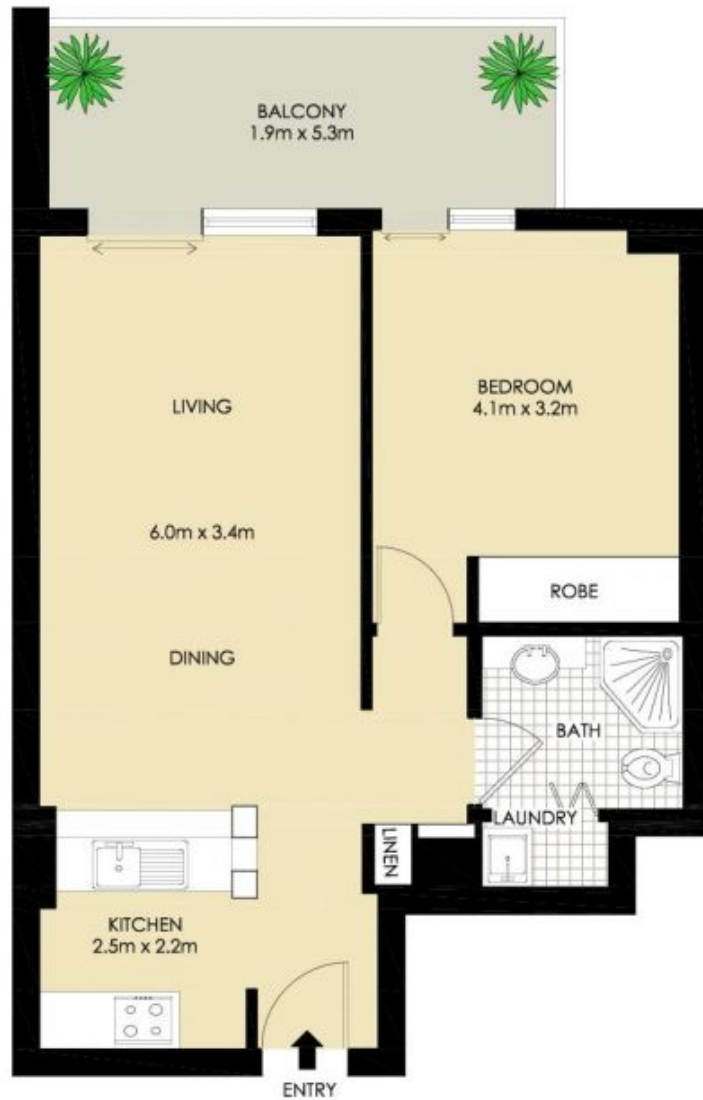 BALCONY
1.9m x 5.3m
LIVING
BEDROOM
4.1m x 3.2m
6.0m x 3.4m
ROBE
DINING
BATH
LAUNDRY
LINEN
KITCHEN
2.5m x 2.2m
ENTRY